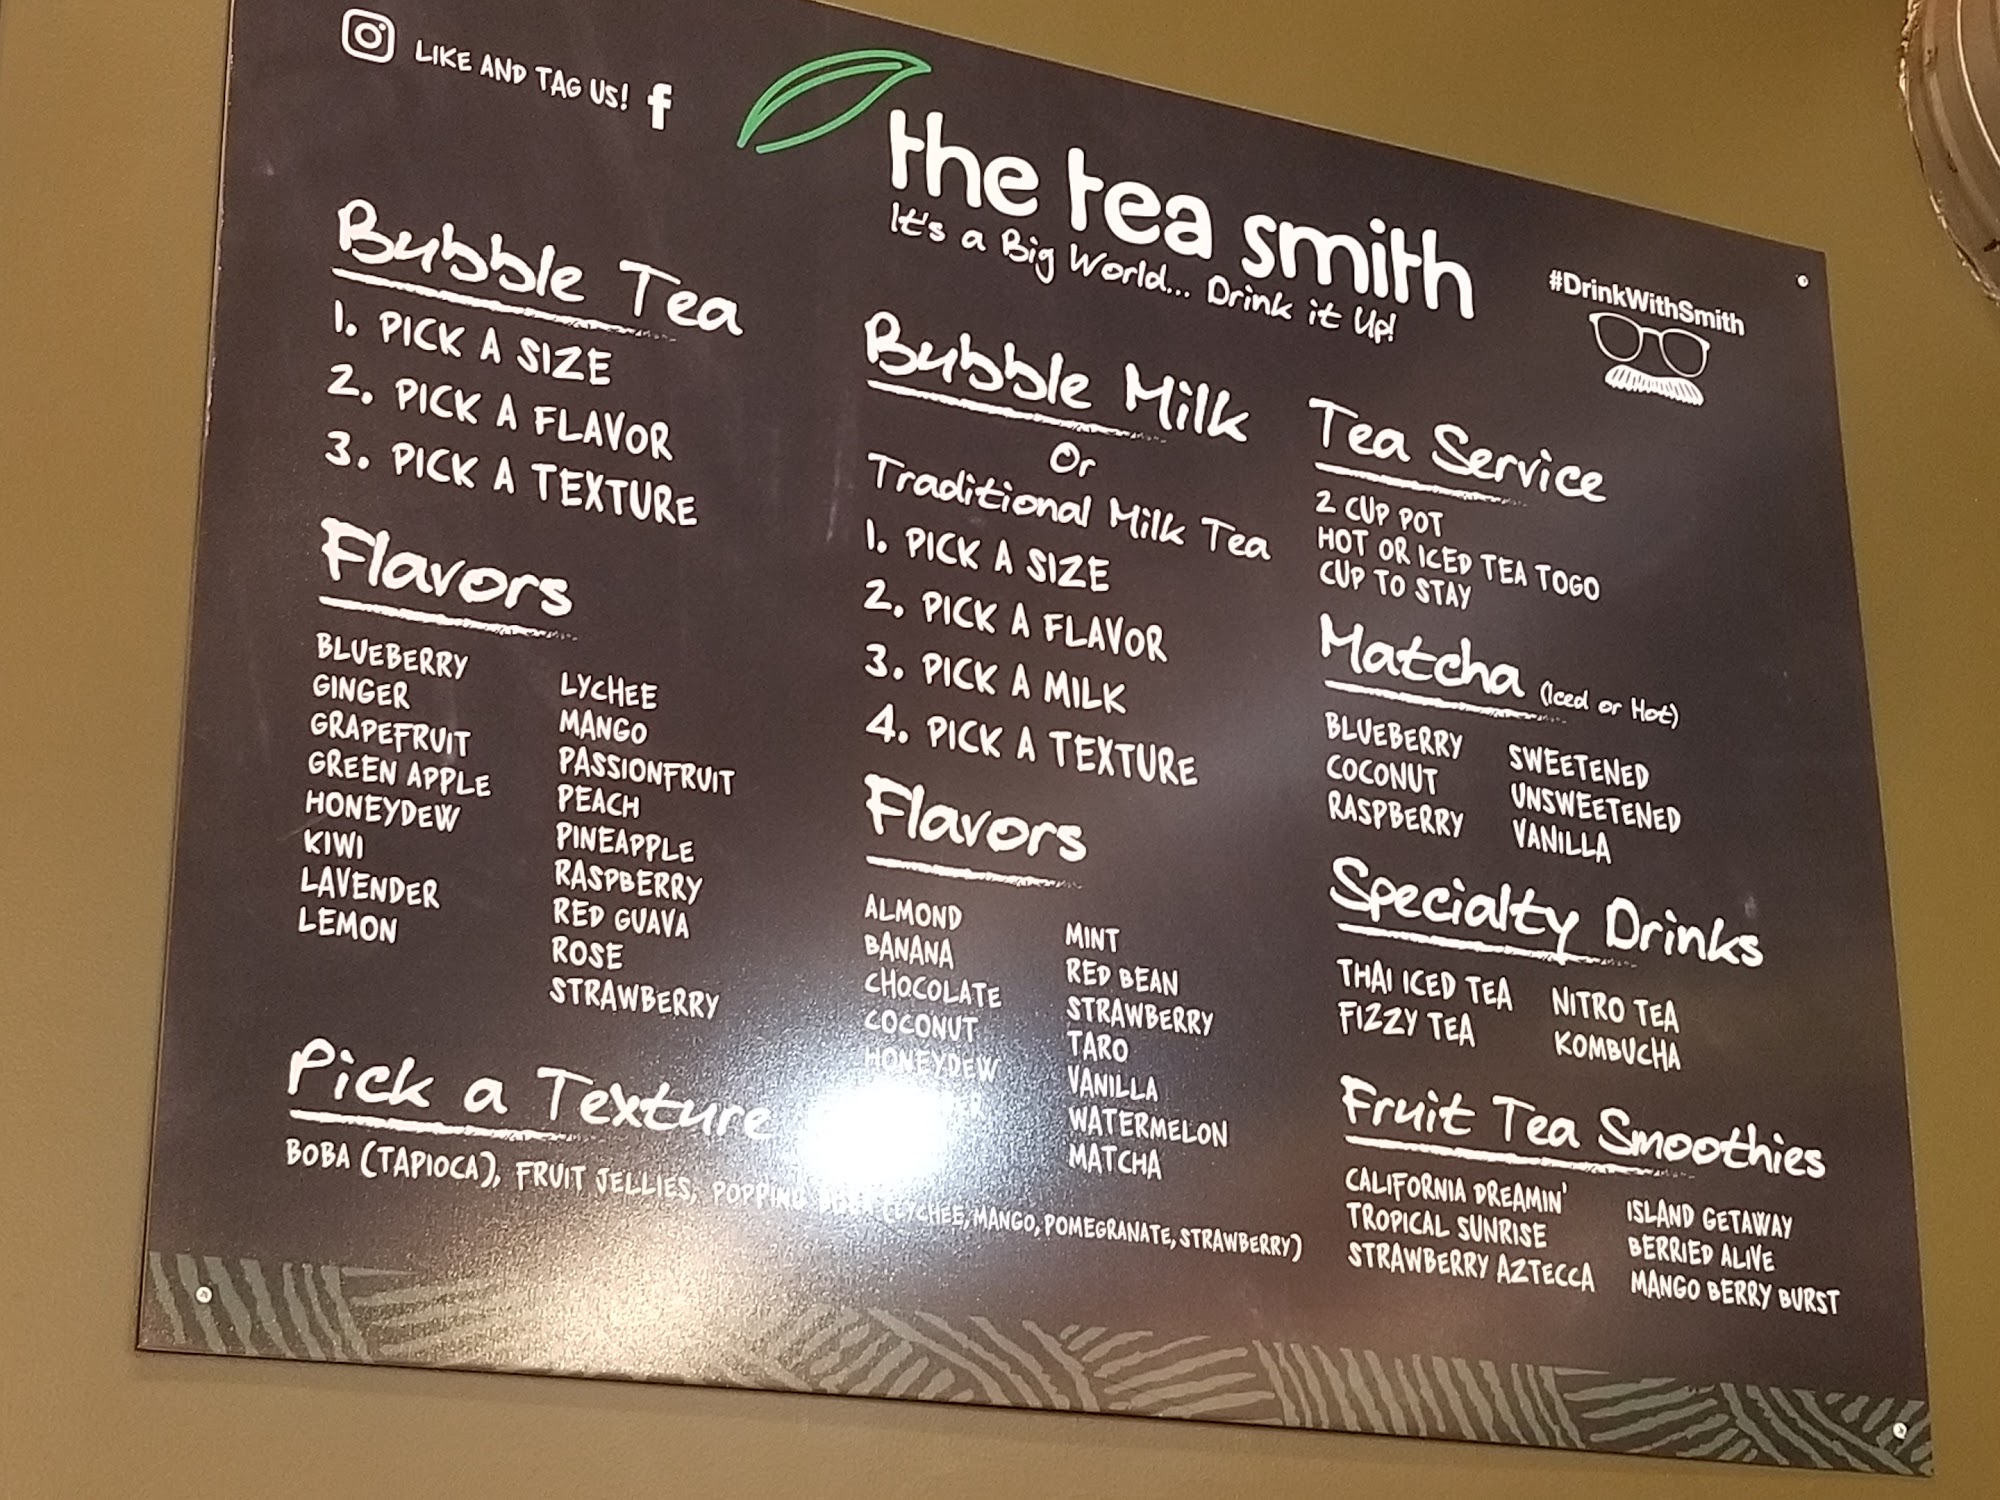 LIKE AND TAG US! f
the tea smith
It's a Big World... Drink it Up!
#DrinkWithSmith
Bubble Tea
1. PICK A SIZE
2. PICK A FLAVOR
3. PICK A TEXTURE
Flavors
BLUEBERRY
GINGER
GRAPEFRUIT
GREEN APPLE
HONEYDEW
KIWI
LAVENDER
LEMON
LYCHEE
MANGO
PASSIONFRUIT
PEACH
PINEAPPLE
RASPBERRY
RED GUAVA
ROSE
STRAWBERRY
Pick a Texture
BOBA (TAPIOCA), FRUIT JELLIES, POPPING (LYCHEE, MANGO, POMEGRANATE, STRAWBERRY)
Bubble Milk
Or
Traditional Milk Tea
1. PICK A SIZE
2. PICK A FLAVOR
3. PICK A MILK
4. PICK A TEXTURE
Flavors
ALMOND
BANANA
CHOCOLATE
COCONUT
HONEYDEW
MINT
RED BEAN
STRAWBERRY
TARO
VANILLA
WATERMELON
MATCHA
Tea Service
2 CUP POT
HOT OR ICED TEA TOGO
CUP TO STAY
Matcha (Iced or Hot)
BLUEBERRY
COCONUT
RASPBERRY
SWEETENED
UNSWEETENED
VANILLA
Specialty Drinks
THAI ICED TEA
FIZZY TEA
NITRO TEA
KOMBUCHA
Fruit Tea Smoothies
CALIFORNIA DREAMIN'
TROPICAL SUNRISE
STRAWBERRY AZTECCA
ISLAND GETAWAY
BERRIED ALIVE
MANGO BERRY BURST